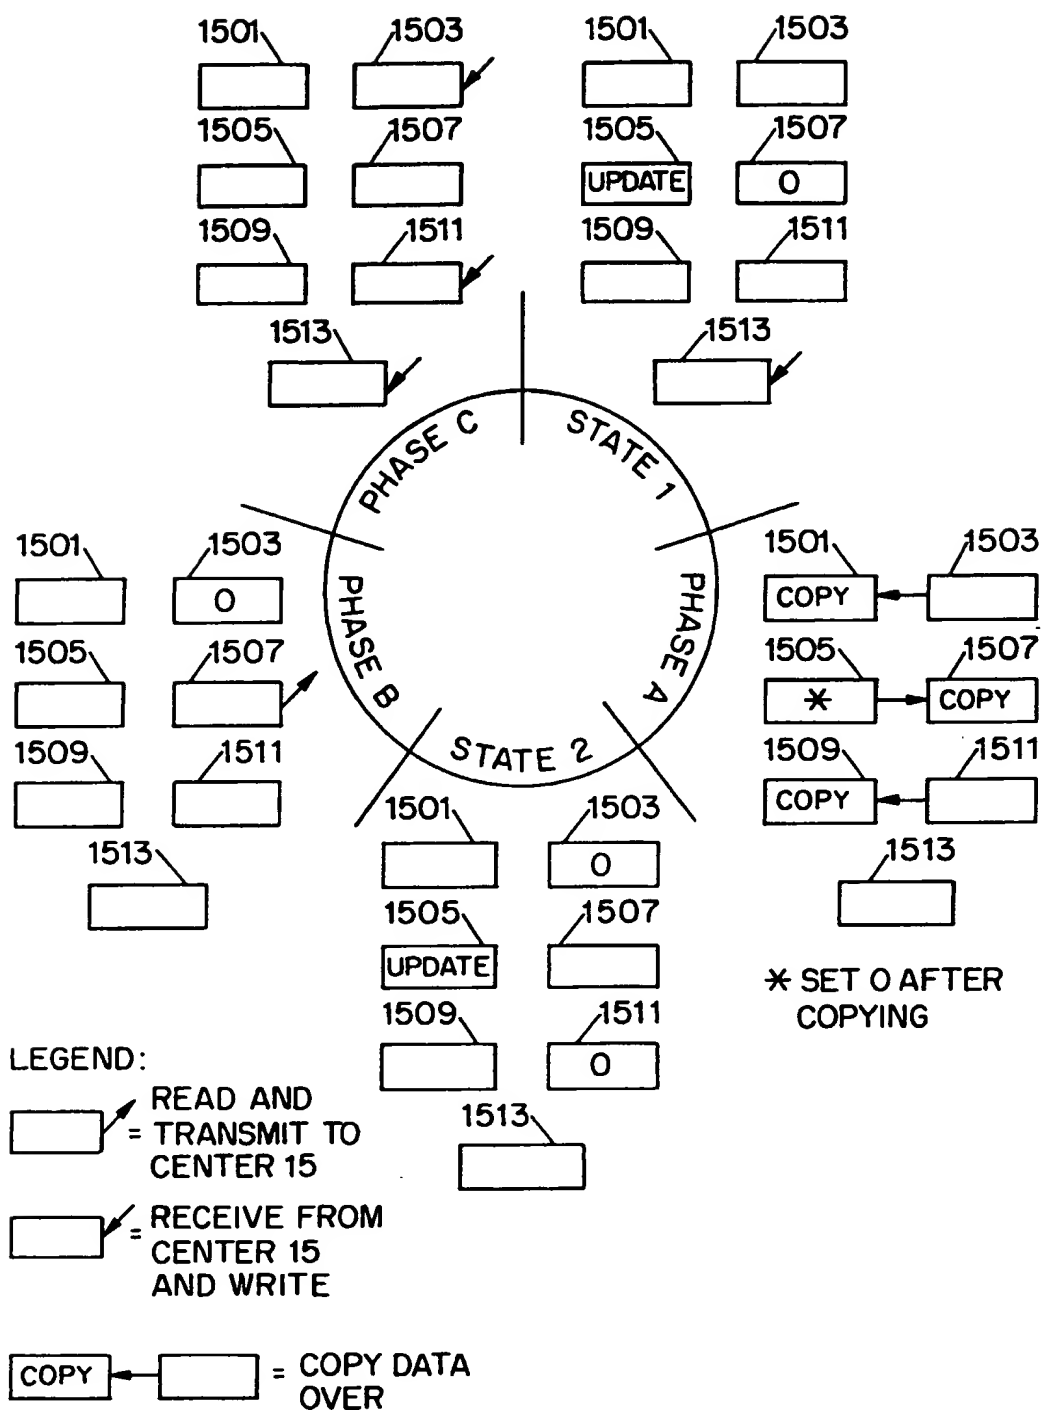 1501 1503 1501 1503
1505 1507 1505 1507
UPDATE 0
1509 1511 1509 1511
1513 1513
PHASE C STATE 1
PHASE B PHASE A
STATE 2
1501 1503
0
1505 1507
1509 1511
1513
1501 1503
COPY
1505 1507
* COPY
1509 1511
COPY
1513
* SET 0 AFTER
COPYING
1501 1503
0
1505 1507
UPDATE
1509 1511
0
1513
LEGEND:
READ AND
= TRANSMIT TO
CENTER 15
= RECEIVE FROM
CENTER 15
AND WRITE
COPY = COPY DATA
OVER